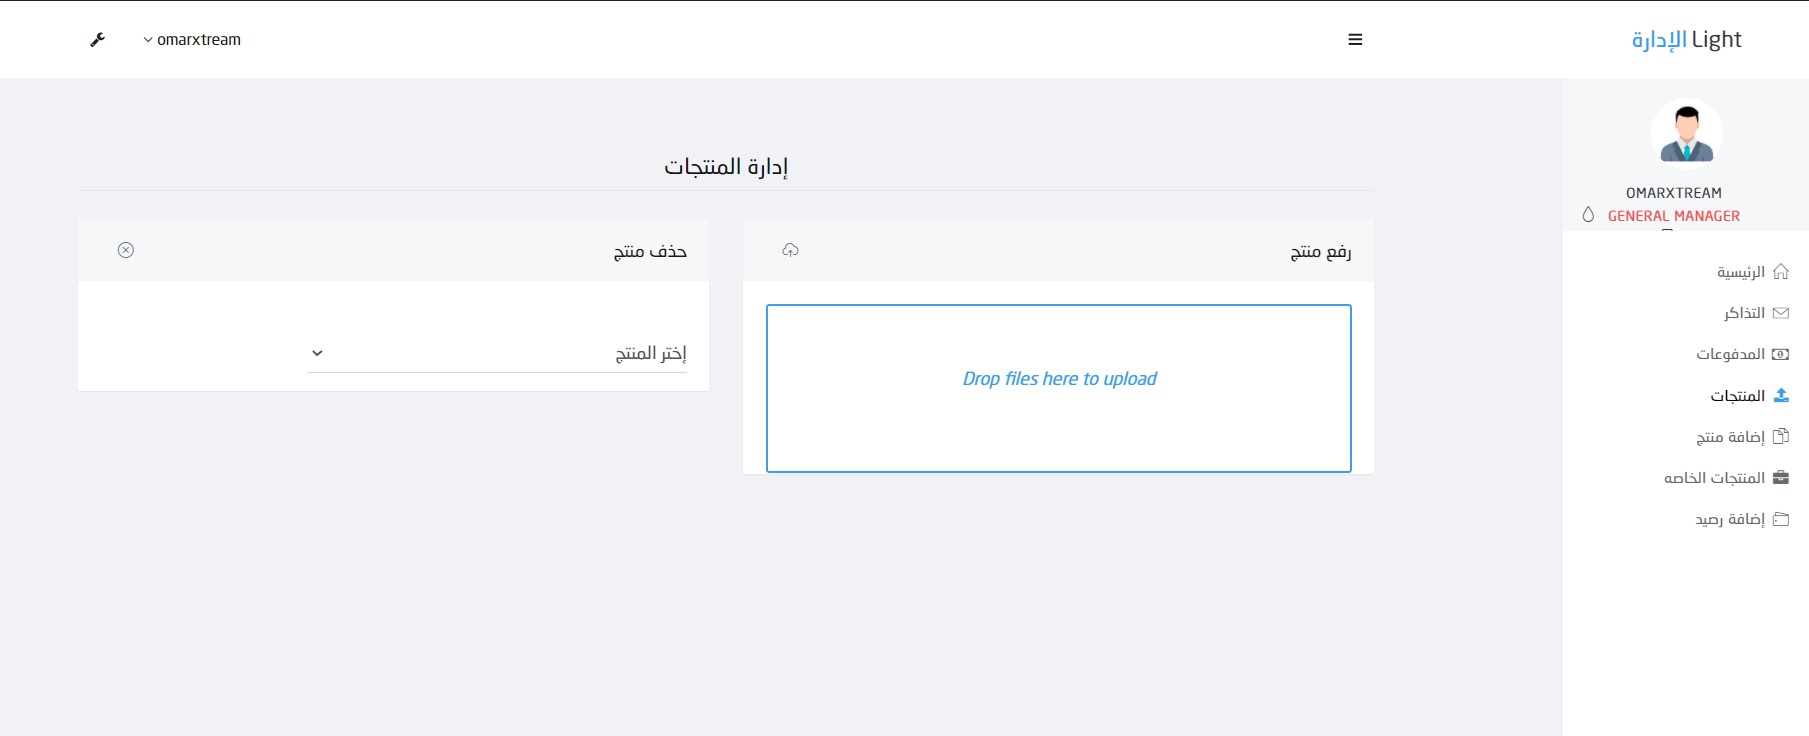 Light الإدارة
omarxtream
OMARXTREAM
GENERAL MANAGER
الرئيسية
التذاكر
المدفوعات
المنتجات
إضافة منتج
المنتجات الخاصه
إضافة رصيد
إدارة المنتجات
رفع منتج
Drop files here to upload
حذف منتج
إختر المنتج